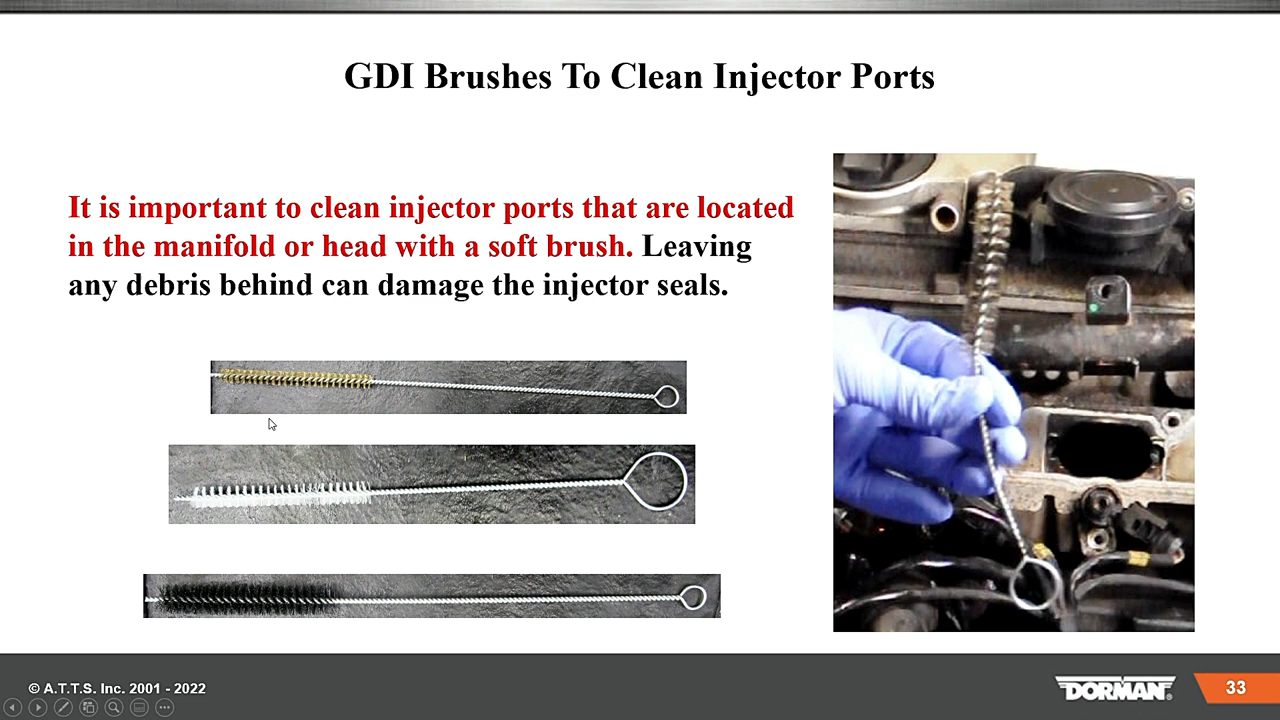 GDI Brushes To Clean Injector Ports
It is important to clean injector ports that are located
in the manifold or head with a soft brush. Leaving
any debris behind can damage the injector seals.
© A.T.T.S. Inc. 2001 - 2022
DORMAN
33